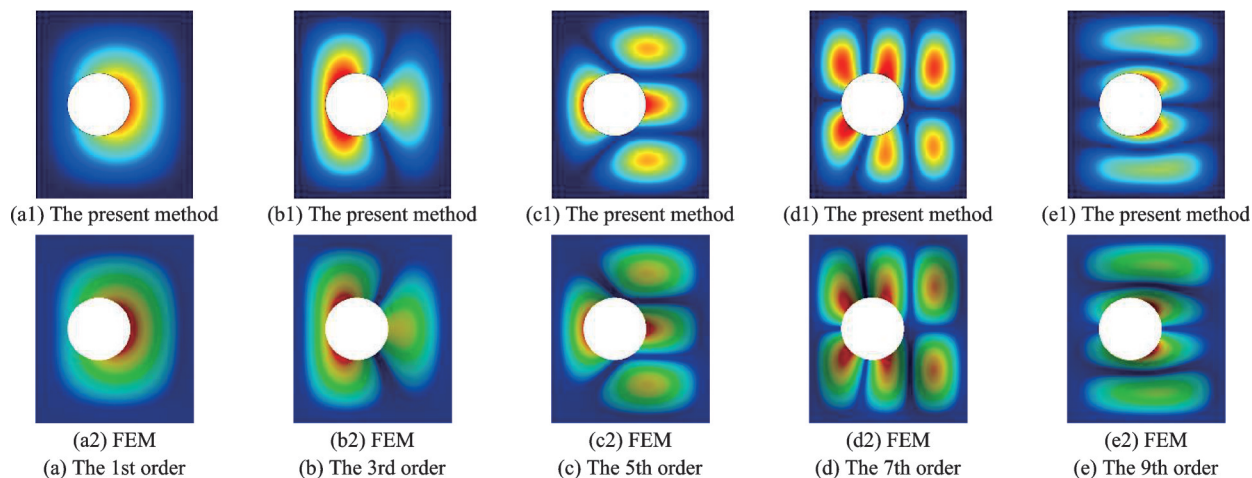 (a1) The present method
(b1) The present method
(c1) The present method
(d1) The present method
(e1) The present method
(a2) FEM
(b2) FEM
(c2) FEM
(d2) FEM
(e2) FEM
(a) The 1st order
(b) The 3rd order
(c) The 5th order
(d) The 7th order
(e) The 9th order